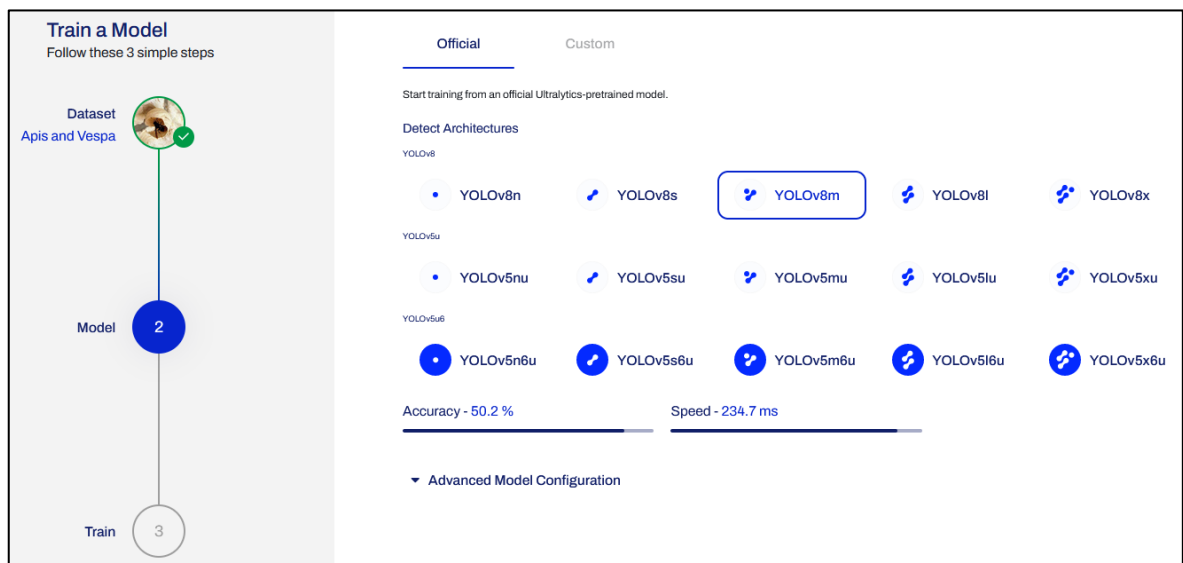 Train a Model
Follow these 3 simple steps
Dataset
Apis and Vespa
Model
2
Train
3
Official Custom
Start training from an official Ultralytics-pretrained model.
Detect Architectures
YOLOv8
YOLOv8n YOLOv8s YOLOv8m YOLOv8l YOLOv8x
YOLOv5u
YOLOv5nu YOLOv5su YOLOv5mu YOLOv5lu YOLOv5xu
YOLOv5u6
YOLOv5n6u YOLOv5s6u YOLOv5m6u YOLOv5l6u YOLOv5x6u
Accuracy - 50.2 % Speed - 234.7 ms
Advanced Model Configuration